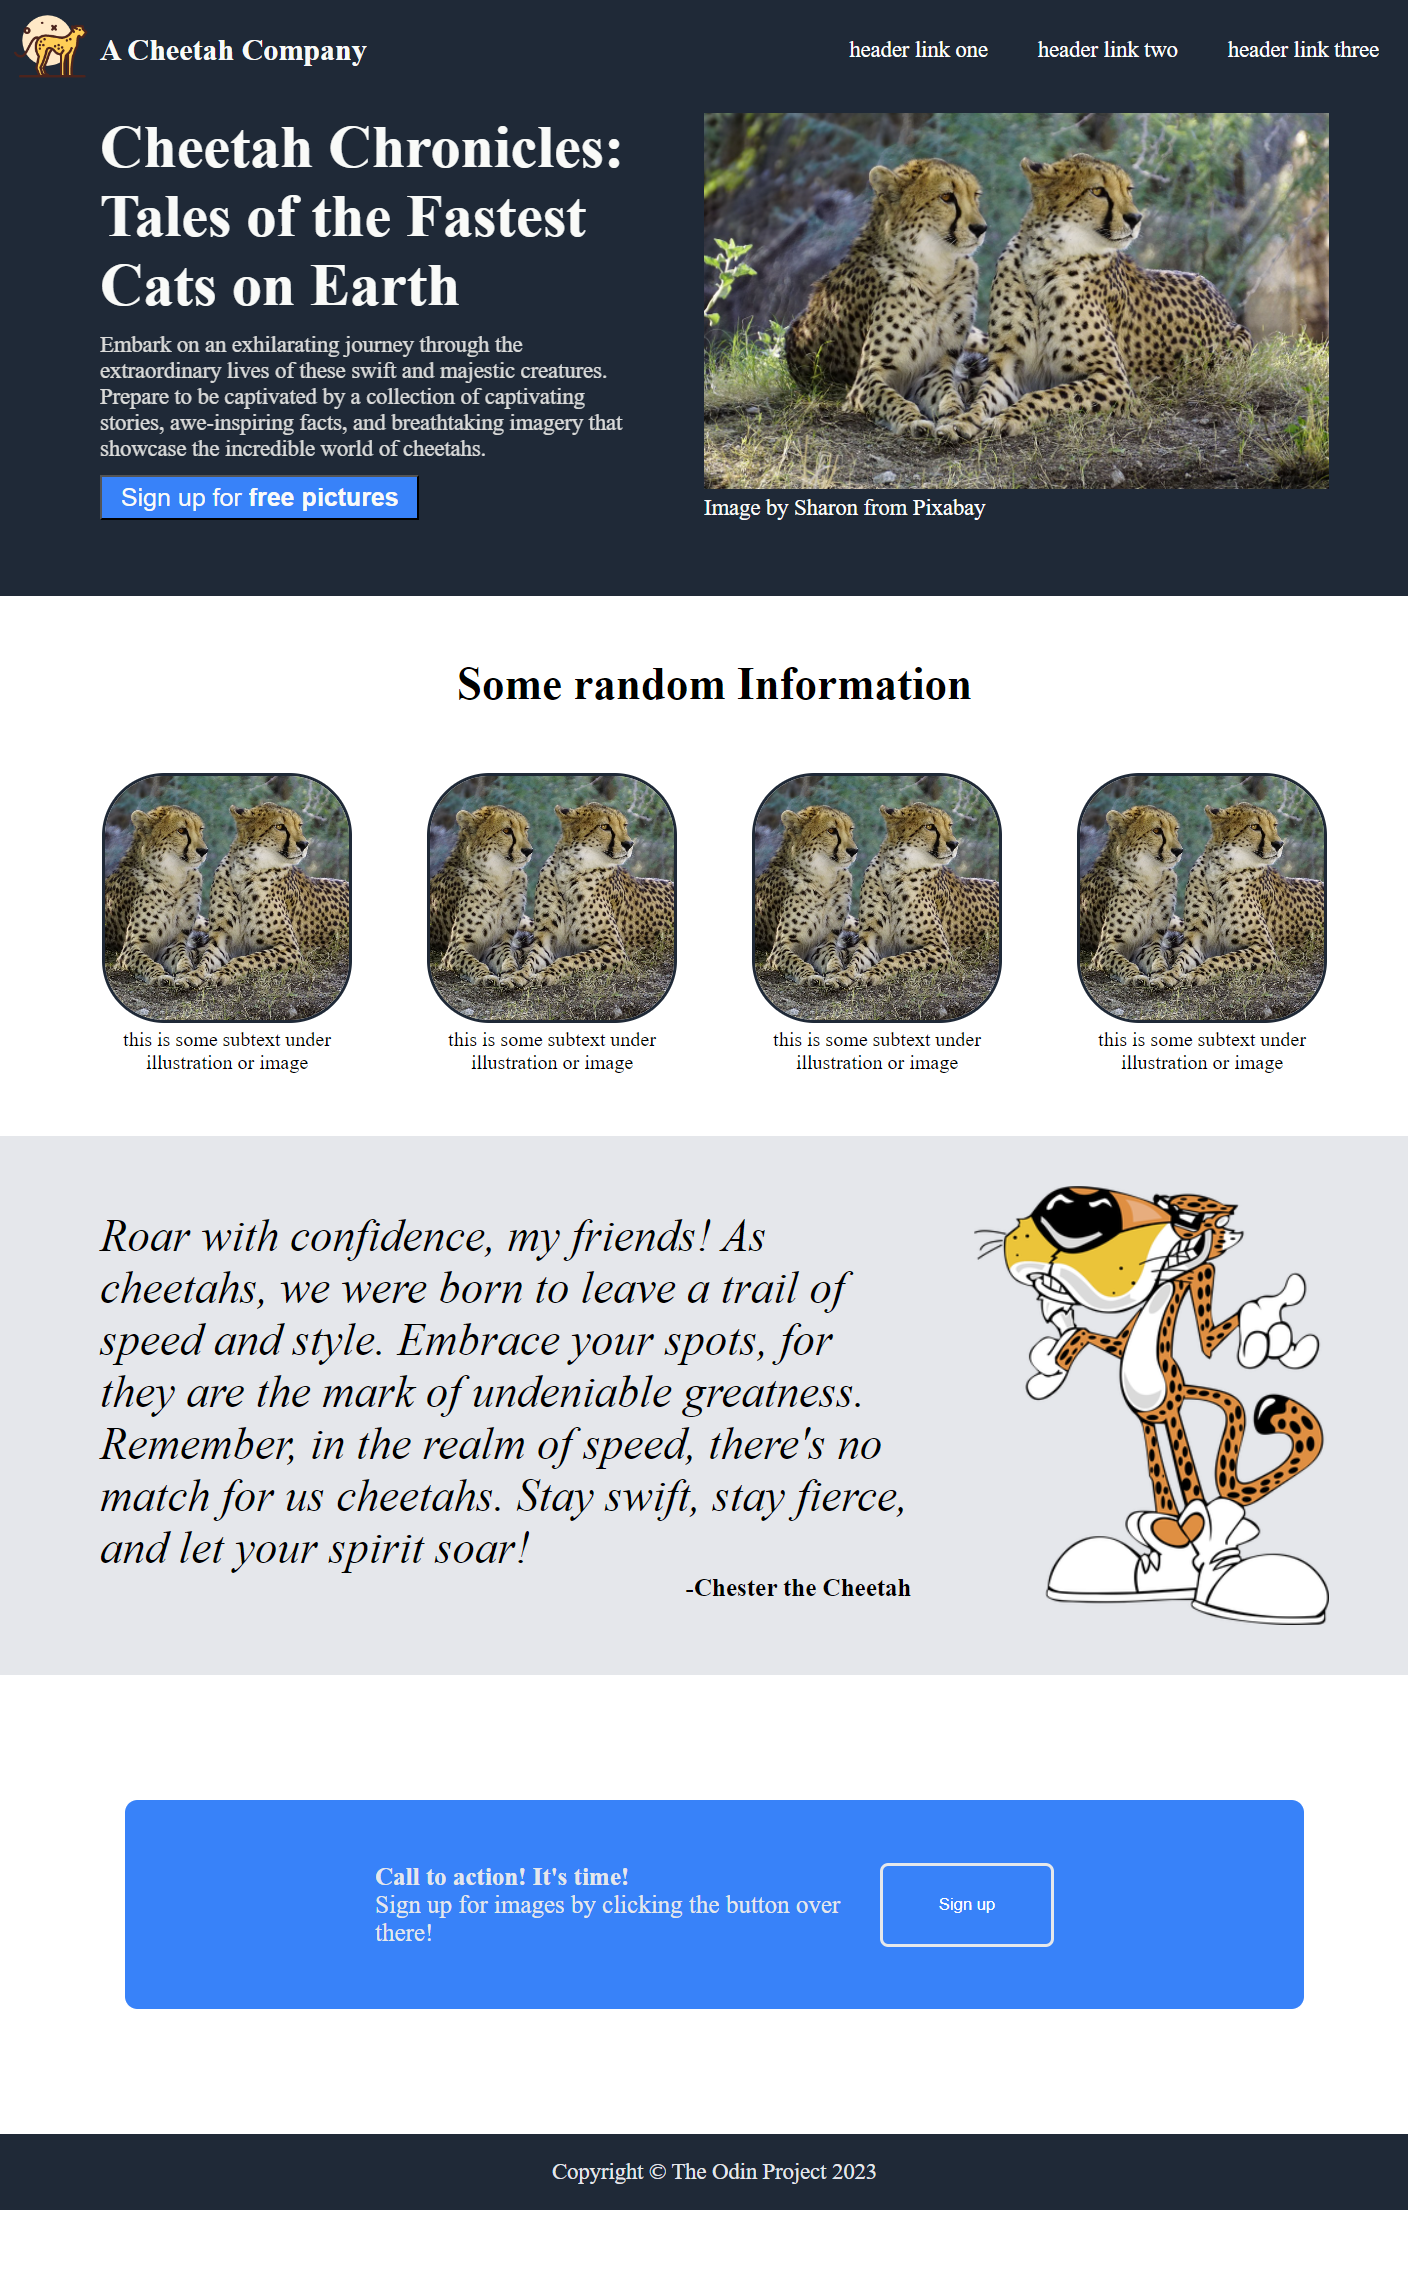 A Cheetah Company
header link one
header link two
header link three
Cheetah Chronicles:
Tales of the Fastest
Cats on Earth
Embark on an exhilarating journey through the
extraordinary lives of these swift and majestic creatures.
Prepare to be captivated by a collection of captivating
stories, awe-inspiring facts, and breathtaking imagery that
showcase the incredible world of cheetahs.
Sign up for free pictures
Image by Sharon from Pixabay
Some random Information
this is some subtext under
illustration or image
this is some subtext under
illustration or image
this is some subtext under
illustration or image
this is some subtext under
illustration or image
Roar with confidence, my friends! As
cheetahs, we were born to leave a trail of
speed and style. Embrace your spots, for
they are the mark of undeniable greatness.
Remember, in the realm of speed, there's no
match for us cheetahs. Stay swift, stay fierce,
and let your spirit soar!
-Chester the Cheetah
Call to action! It's time!
Sign up for images by clicking the button over
there!
Sign up
Copyright © The Odin Project 2023